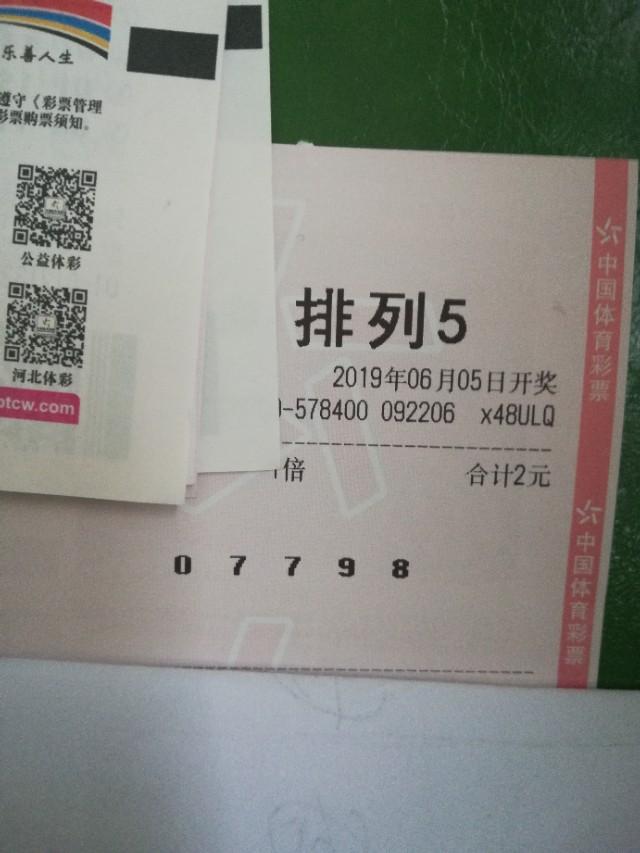 乐善人生
遵守《彩票管理
彩票购票须知。
公益体彩
河北体彩
otcw.com
排列5
2019年06月05日开奖
-578400 092206 x48ULQ
倍 合计2元
0 7 7 9 8
中国体育彩票
中国体育彩票